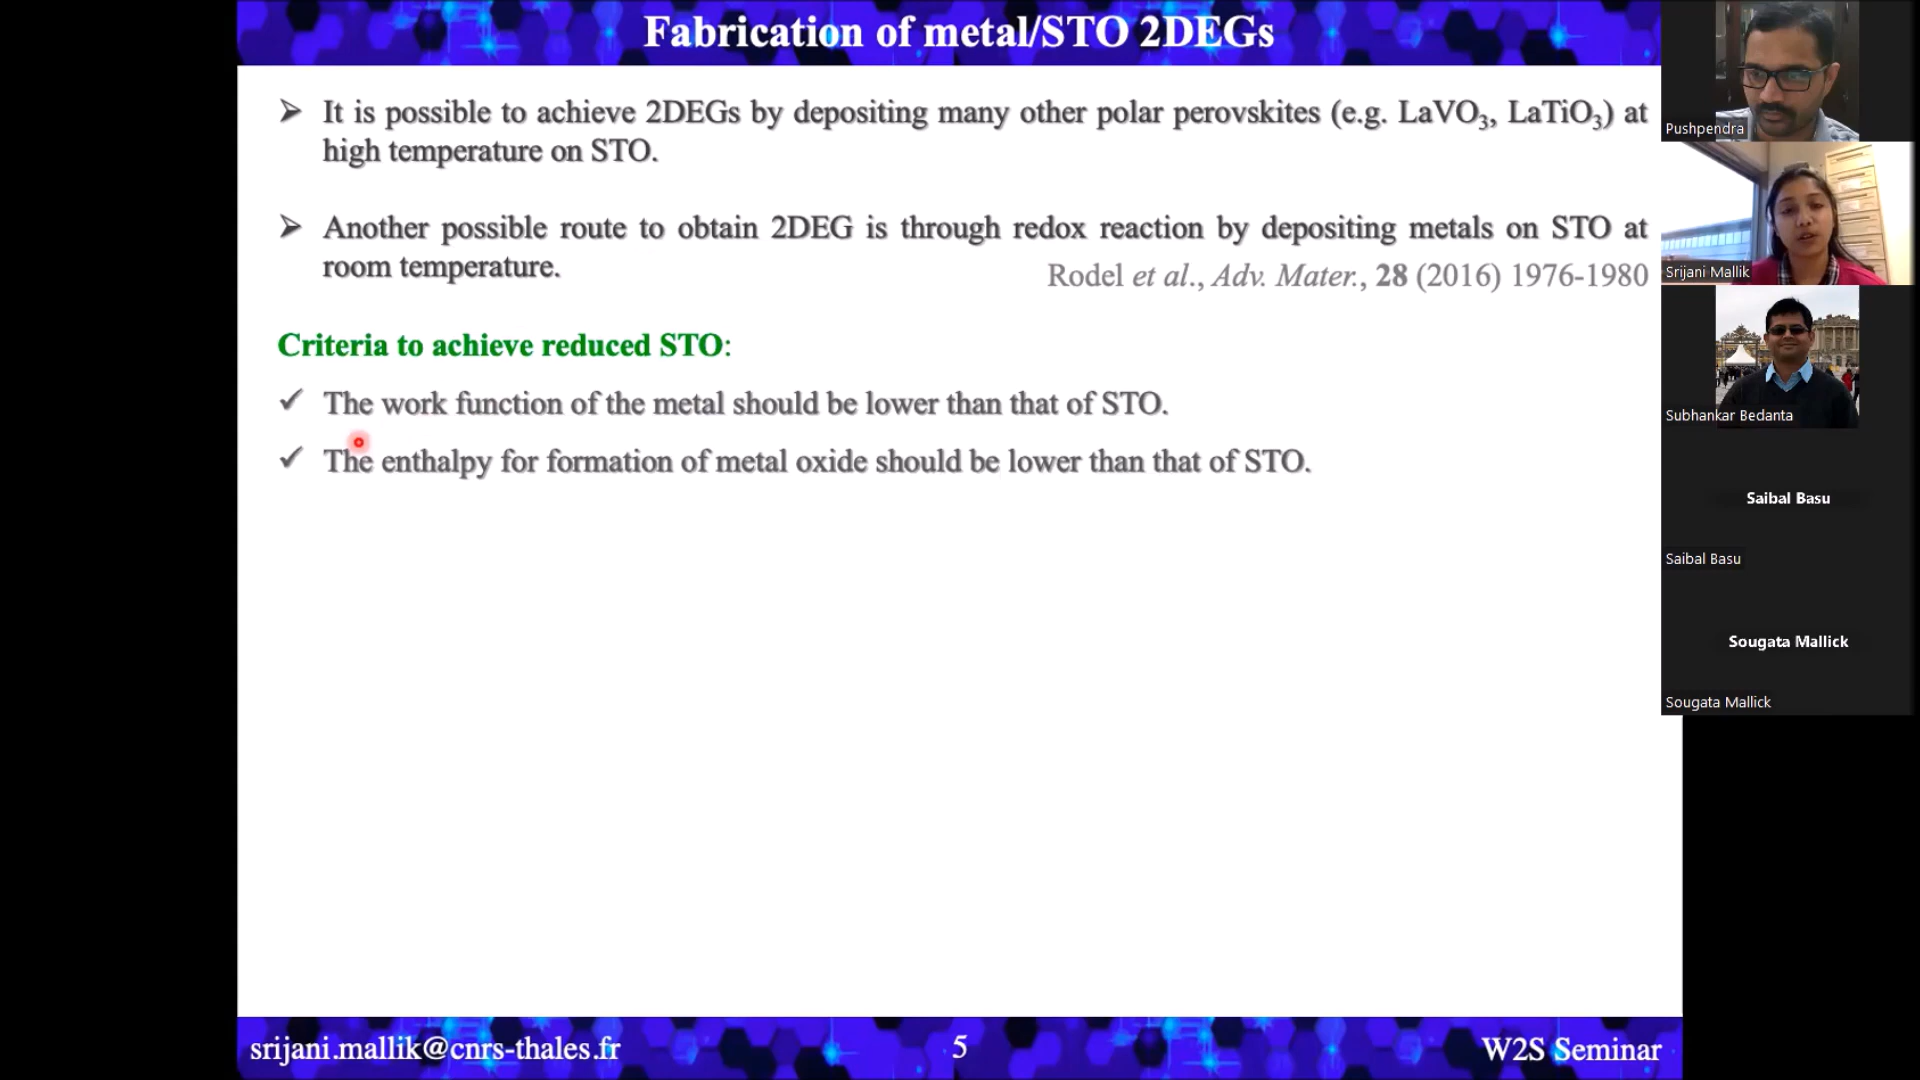 Fabrication of metal/STO 2DEGs
➢ It is possible to achieve 2DEGs by depositing many other polar perovskites (e.g. LaVO₃, LaTiO₃) at
high temperature on STO.
➢ Another possible route to obtain 2DEG is through redox reaction by depositing metals on STO at
room temperature.
Rodel et al., Adv. Mater., 28 (2016) 1976-1980
Criteria to achieve reduced STO:
✓ The work function of the metal should be lower than that of STO.
✓ The enthalpy for formation of metal oxide should be lower than that of STO.
srijani.mallik@cnrs-thales.fr
5
W2S Seminar
Pushpendra
Srijani Mallik
Subhankar Bedanta
Saibal Basu
Saibal Basu
Sougata Mallick
Sougata Mallick